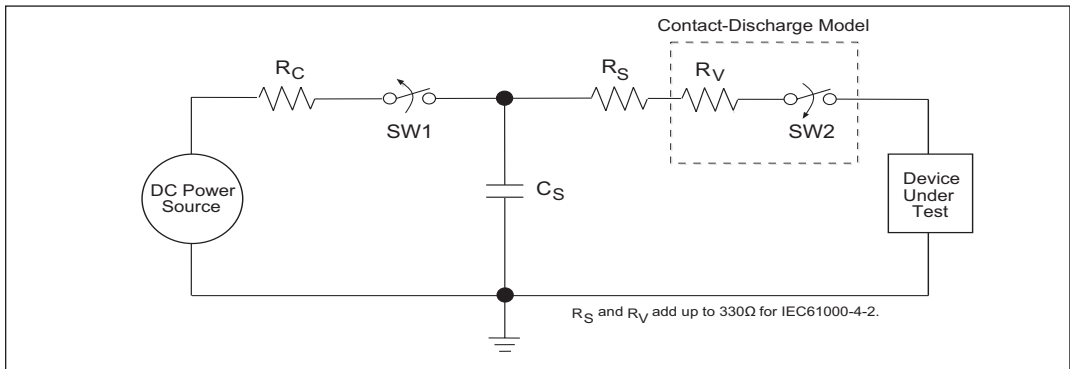 Contact-Discharge Model
RC
RS
RV
SW1
SW2
CS
DC Power
Source
Device
Under
Test
RS and RV add up to 330Ω for IEC61000-4-2.